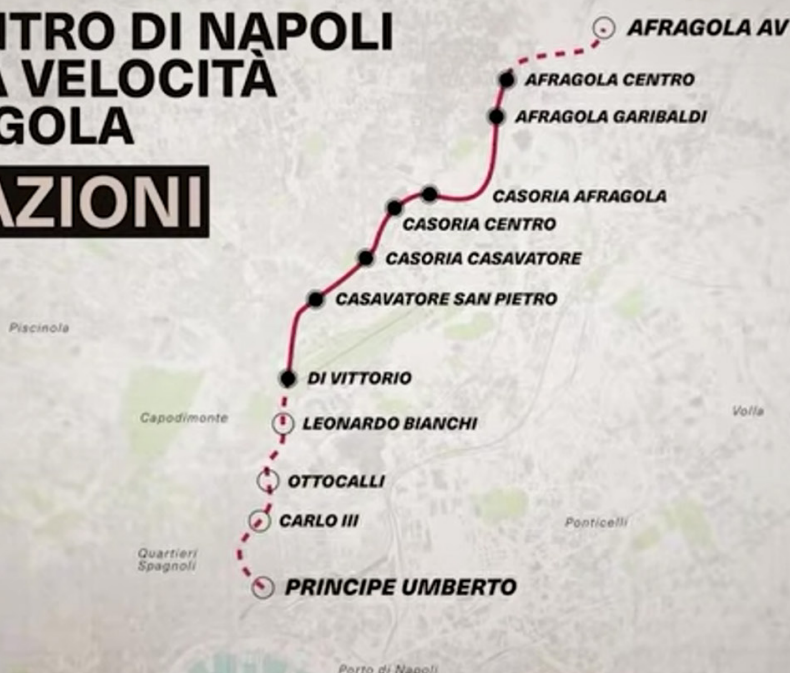 NTRO DI NAPOLI
A VELOCITÀ
GOLA
AZIONI
AFRAGOLA AV
AFRAGOLA CENTRO
AFRAGOLA GARIBALDI
CASORIA AFRAGOLA
CASORIA CENTRO
CASORIA CASAVATORE
CASAVATORE SAN PIETRO
Piscinola
DI VITTORIO
Capodimonte
LEONARDO BIANCHI
Volla
OTTOCALLI
CARLO III
Ponticelli
Quartieri
Spagnoli
PRINCIPE UMBERTO
Porto di Napoli